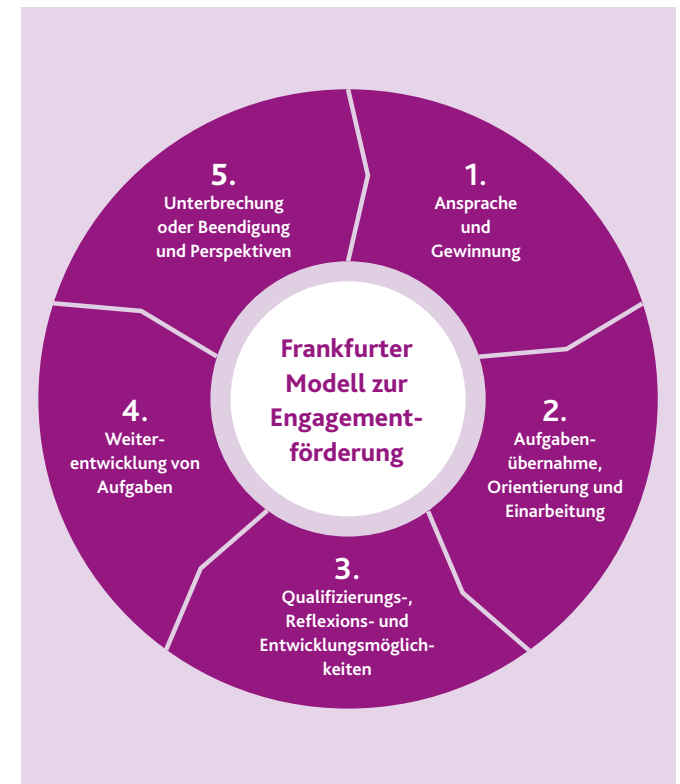 Frankfurter
Modell zur
Engagement-
förderung
1.
Ansprache
und
Gewinnung
2.
Aufgaben-
übernahme,
Orientierung und
Einarbeitung
3.
Qualifizierungs-,
Reflexions- und
Entwicklungsmöglich-
keiten
4.
Weiter-
entwicklung von
Aufgaben
5.
Unterbrechung
oder Beendigung
und Perspektiven